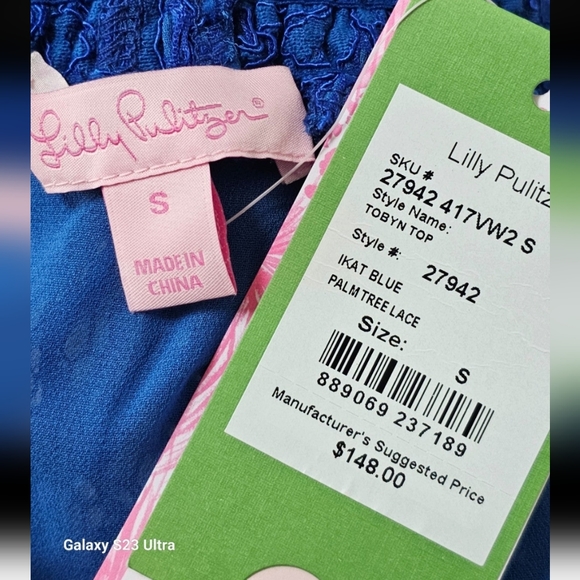 Lilly Pulitzer®
S
MADE IN
CHINA
Lilly Pulitz
SKU #
27942 417VW2 S
Style Name:
TOBYN TOP
Style #: 27942
IKAT BLUE
PALM TREE LACE
Size: S
889069 237189
Manufacturer's Suggested Price
$148.00
Galaxy S23 Ultra